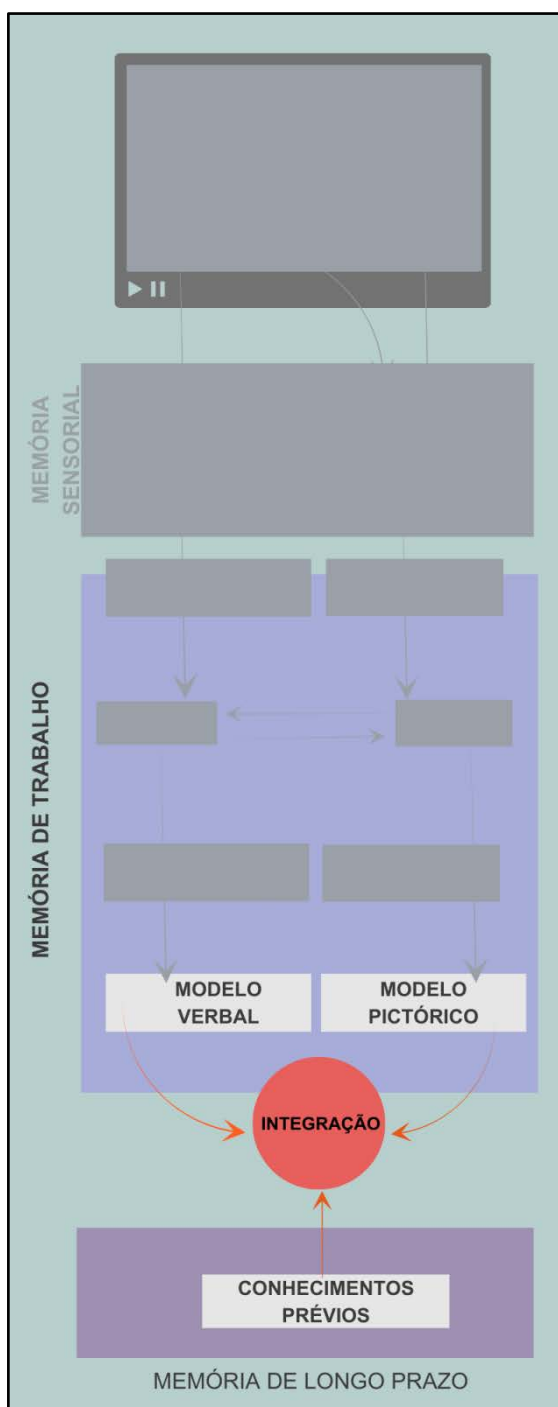 MEMÓRIA
SENSORIAL
MEMÓRIA DE TRABALHO
MODELO
VERBAL
MODELO
PICTÓRICO
INTEGRAÇÃO
CONHECIMENTOS
PRÉVIOS
MEMÓRIA DE LONGO PRAZO